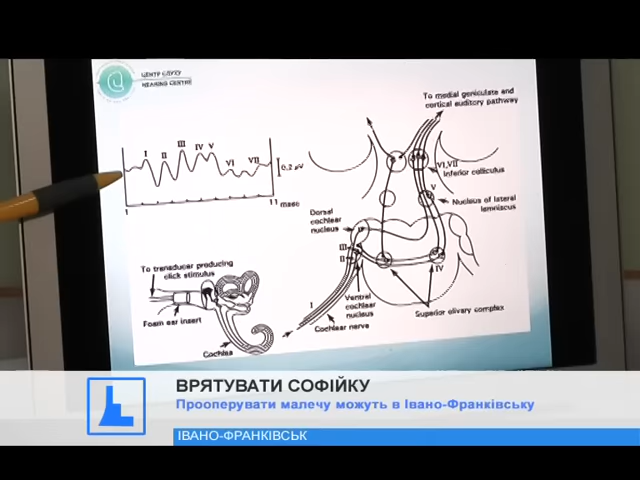 ЦЕНТР СЛУХУ
HEARING CENTRE
To medial geniculate and
cortical auditory pathway
I
II
III
IV
V
VI
VII
0.2 µV
1
11
msec
VI,VII
Inferior colliculus
V
Nucleus of lateral
lemniscus
Dorsal
cochlear
nucleus
III
II
IV
I
Ventral
cochlear
nucleus
Superior olivary complex
Cochlear nerve
To transducer producing
click stimulus
Foam ear insert
Cochlea
ВРЯТУВАТИ СОФІЙКУ
Прооперувати малечу можуть в Івано-Франківську
ІВАНО-ФРАНКІВСЬК